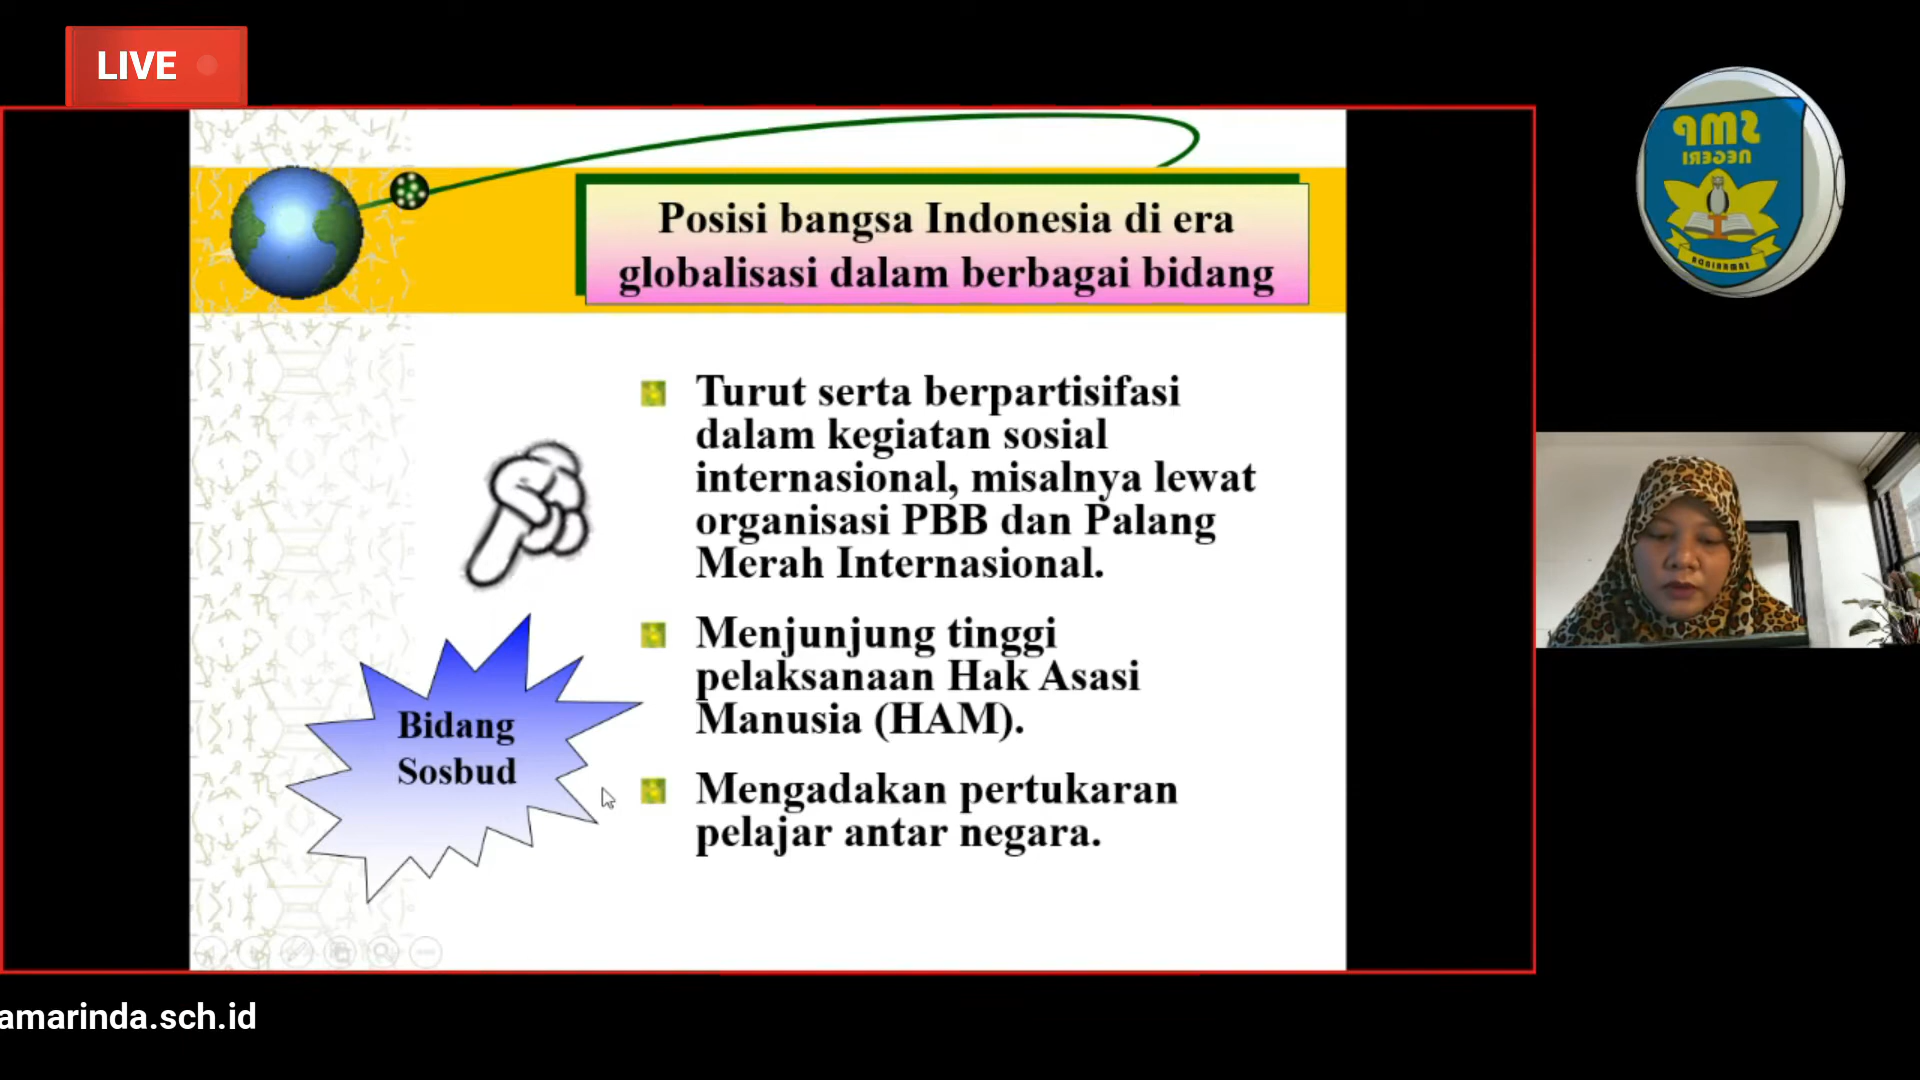 LIVE
Posisi bangsa Indonesia di era
globalisasi dalam berbagai bidang
Turut serta berpartisifasi
dalam kegiatan sosial
internasional, misalnya lewat
organisasi PBB dan Palang
Merah Internasional.
Menjunjung tinggi
pelaksanaan Hak Asasi
Manusia (HAM).
Mengadakan pertukaran
pelajar antar negara.
Bidang
Sosbud
SMP
NEGERI
SAMARINDA
amarinda.sch.id